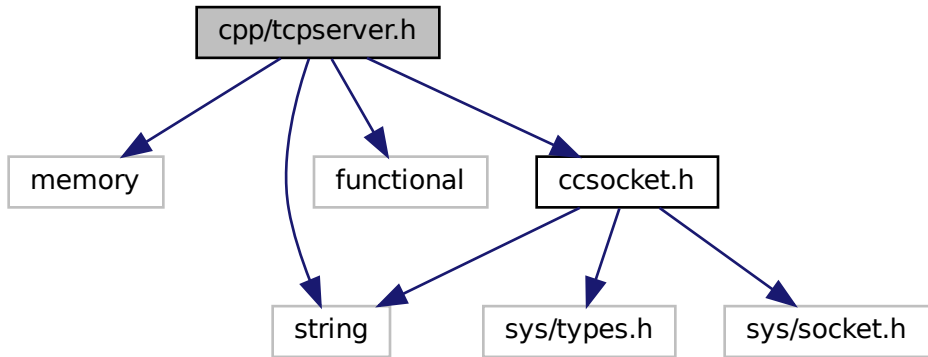 cpp/tcpserver.h
memory
functional
ccsocket.h
string
sys/types.h
sys/socket.h